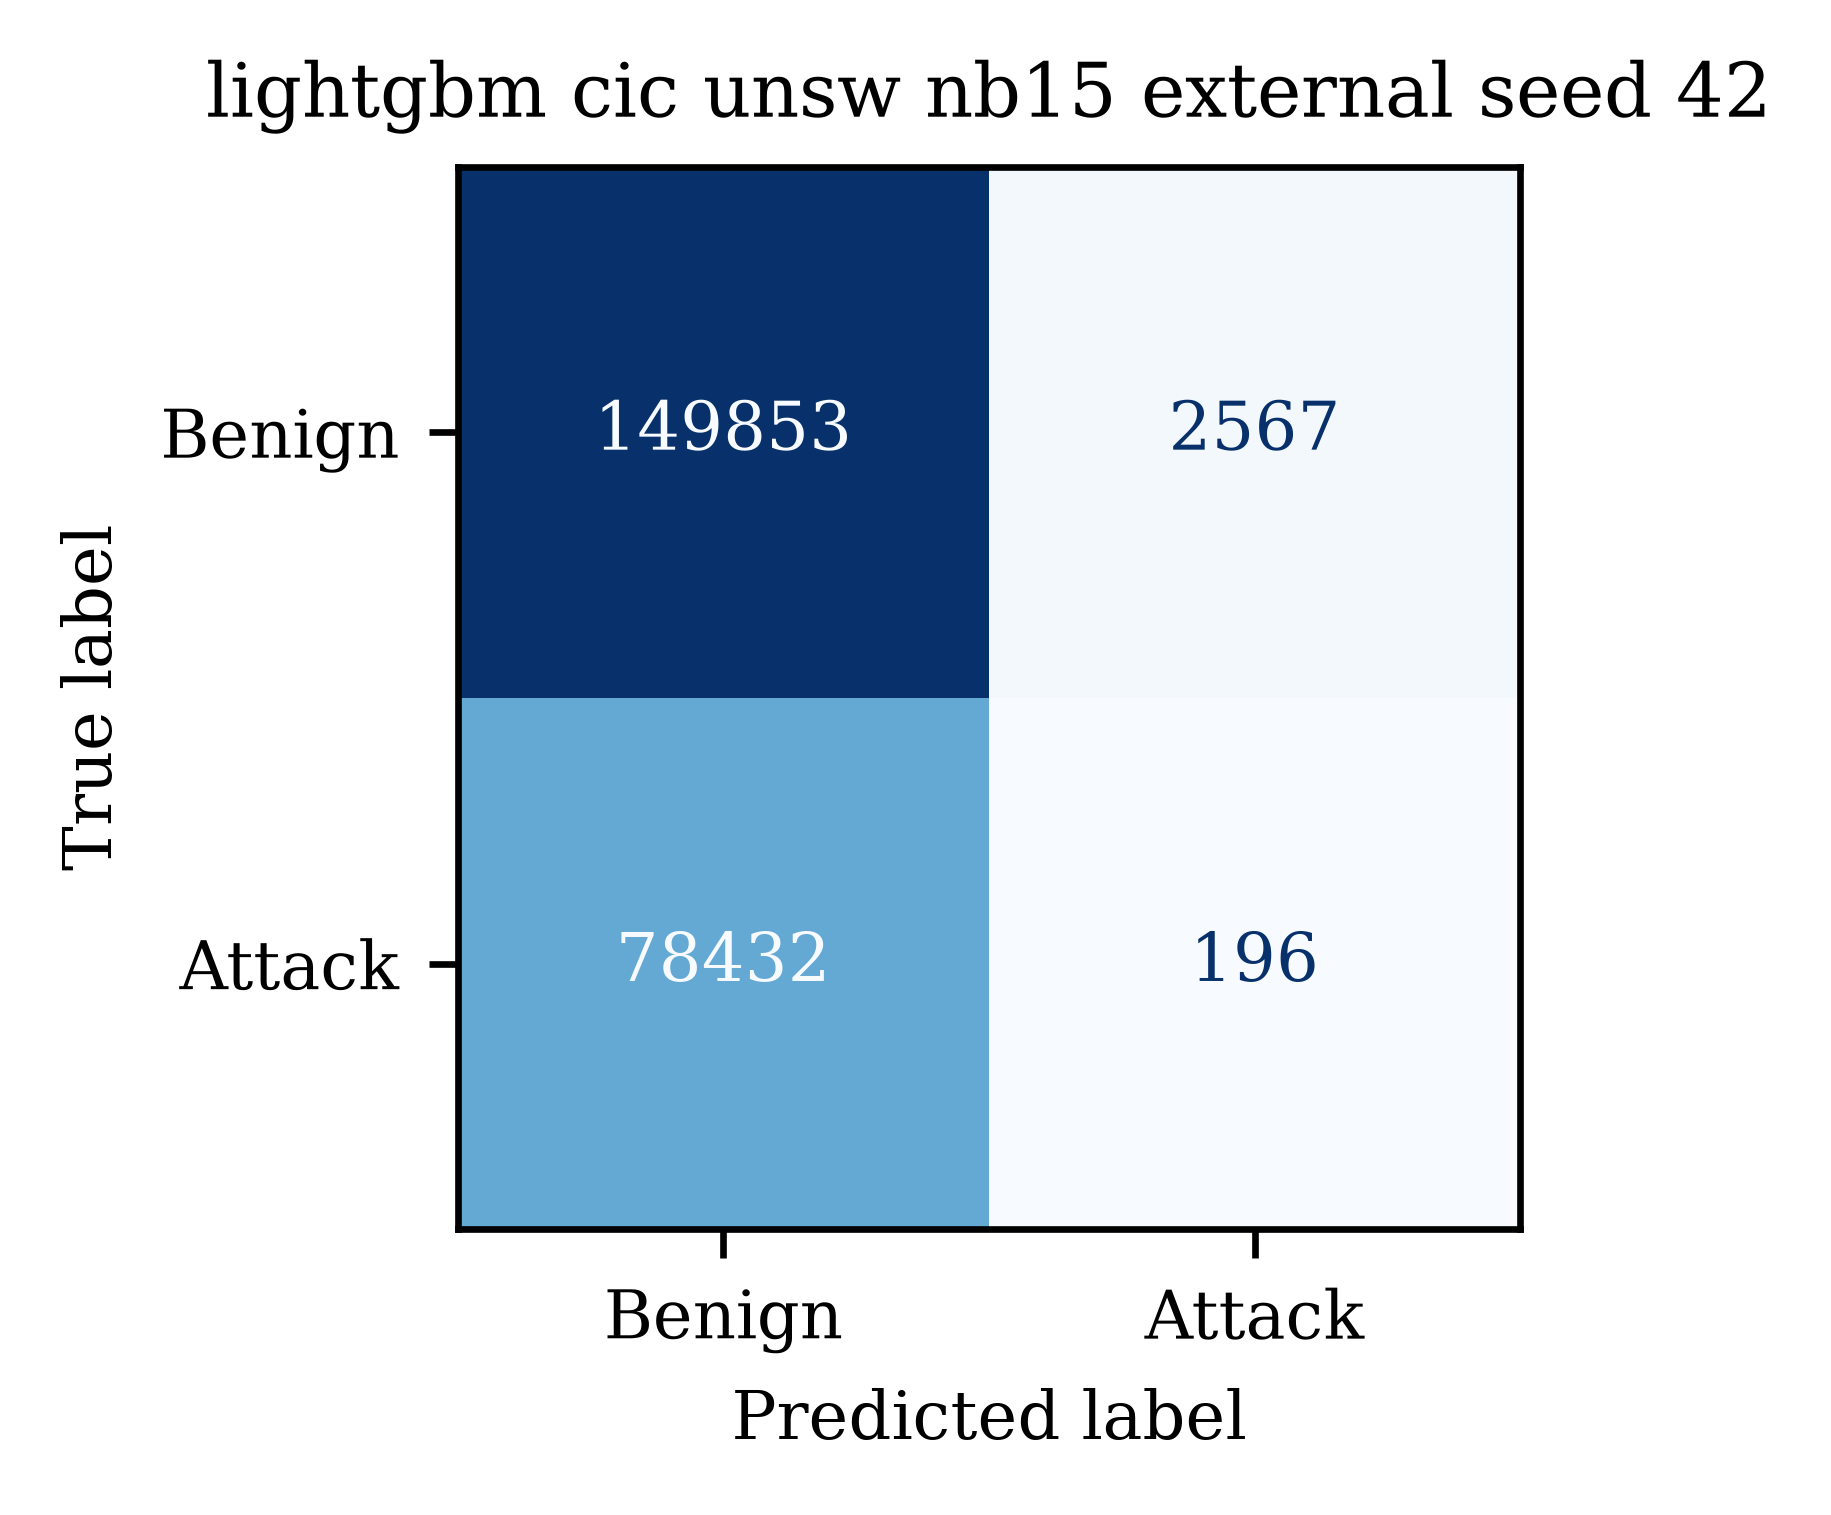 lightgbm cic unsw nb15 external seed 42
Benign
149853
2567
True label
Attack
78432
196
Benign
Attack
Predicted label